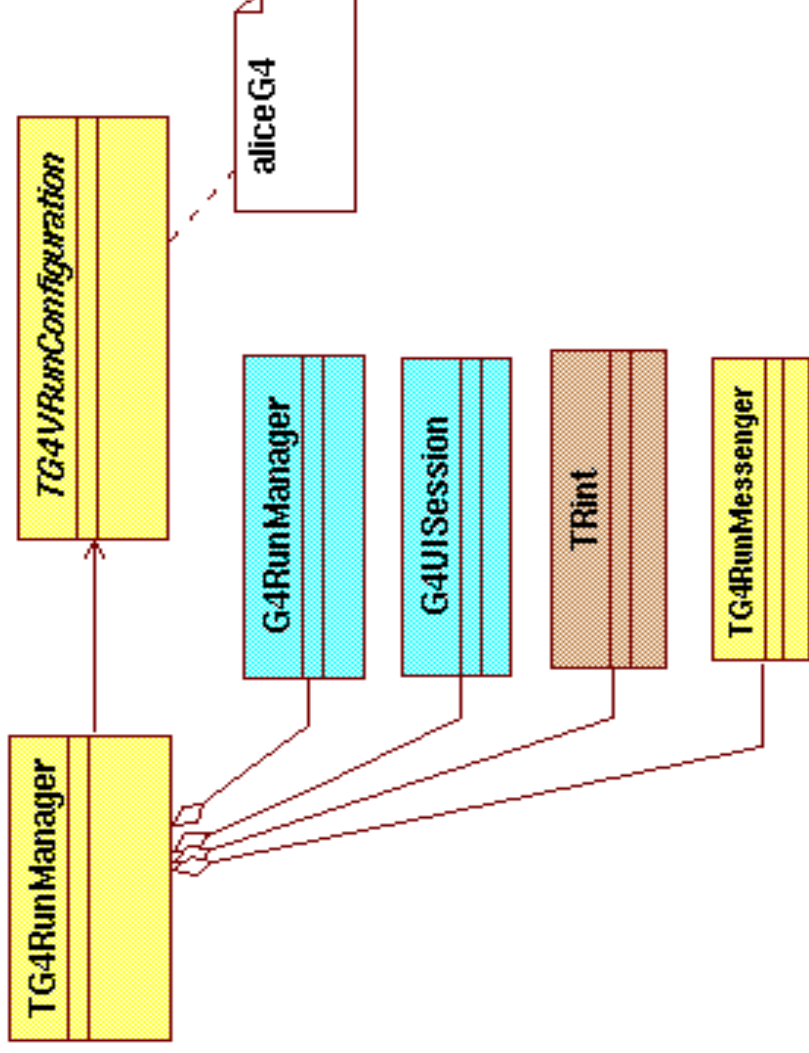 TG4RunManager
TG4VRunConfiguration
aliceG4
G4RunManager
G4UISession
TRint
TG4RunMessenger